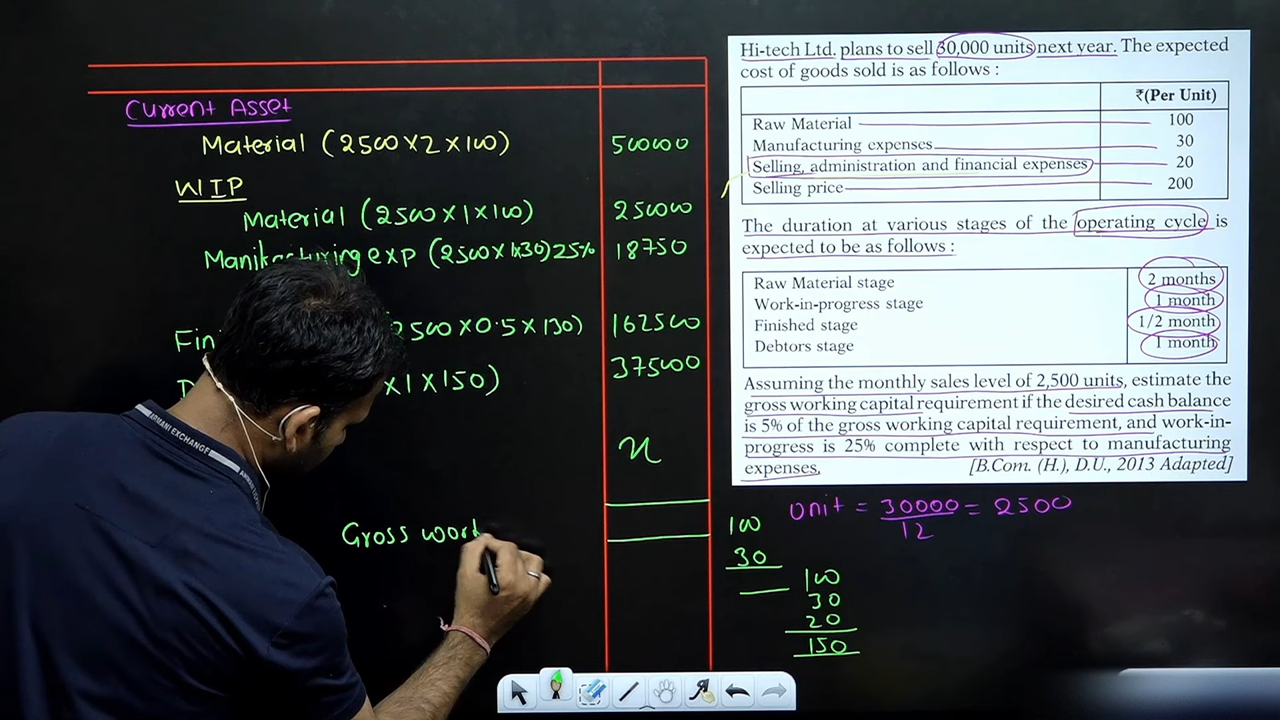 Current Asset
Material (2500×2×100) 500000
WIP
Material (2500×1×100) 250000
exp (2500×1×30) 25% 18750
Fin 2500×0.5×130) 162500
×1×150) 375000
x
Gross work
ARMANI EXCHANGE
Hi-tech Ltd. plans to sell 30,000 units next year. The expected
cost of goods sold is as follows :
₹(Per Unit)
Raw Material 100
Manufacturing expenses 30
Selling, administration and financial expenses 20
Selling price 200
The duration at various stages of the operating cycle is
expected to be as follows :
Raw Material stage 2 months
Work-in-progress stage 1 month
Finished stage 1/2 month
Debtors stage 1 month
Assuming the monthly sales level of 2,500 units, estimate the
gross working capital requirement if the desired cash balance
is 5% of the gross working capital requirement, and work-in-
progress is 25% complete with respect to manufacturing
expenses. [B.Com. (H.), D.U., 2013 Adapted]
Unit = 30000/12 = 2500
100
30
100
30
20
150